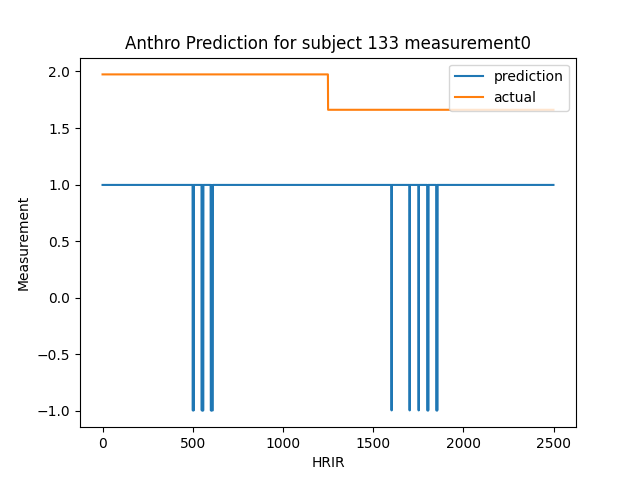 Anthro Prediction for subject 133 measurement0
prediction
actual
Measurement
2.0
1.5
1.0
0.5
0.0
−0.5
−1.0
0 500 1000 1500 2000 2500
HRIR